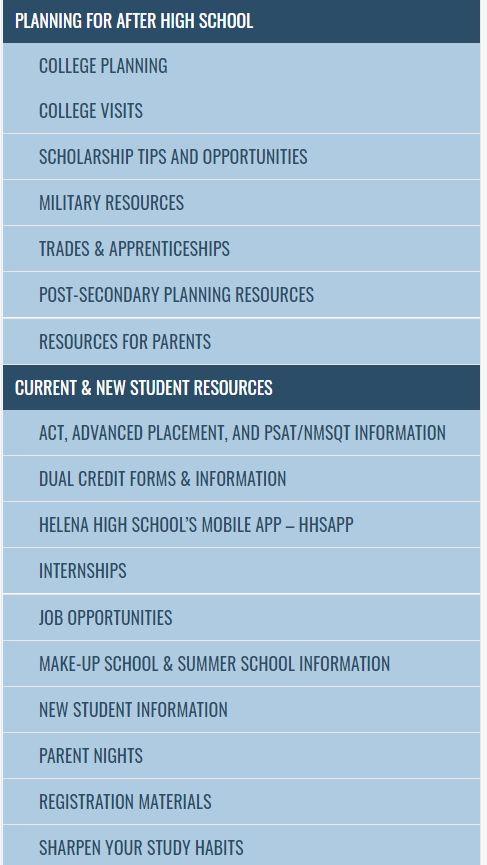 PLANNING FOR AFTER HIGH SCHOOL
COLLEGE PLANNING
COLLEGE VISITS
SCHOLARSHIP TIPS AND OPPORTUNITIES
MILITARY RESOURCES
TRADES & APPRENTICESHIPS
POST-SECONDARY PLANNING RESOURCES
RESOURCES FOR PARENTS
CURRENT & NEW STUDENT RESOURCES
ACT, ADVANCED PLACEMENT, AND PSAT/NMSQT INFORMATION
DUAL CREDIT FORMS & INFORMATION
HELENA HIGH SCHOOL’S MOBILE APP – HHSAPP
INTERNSHIPS
JOB OPPORTUNITIES
MAKE-UP SCHOOL & SUMMER SCHOOL INFORMATION
NEW STUDENT INFORMATION
PARENT NIGHTS
REGISTRATION MATERIALS
SHARPEN YOUR STUDY HABITS